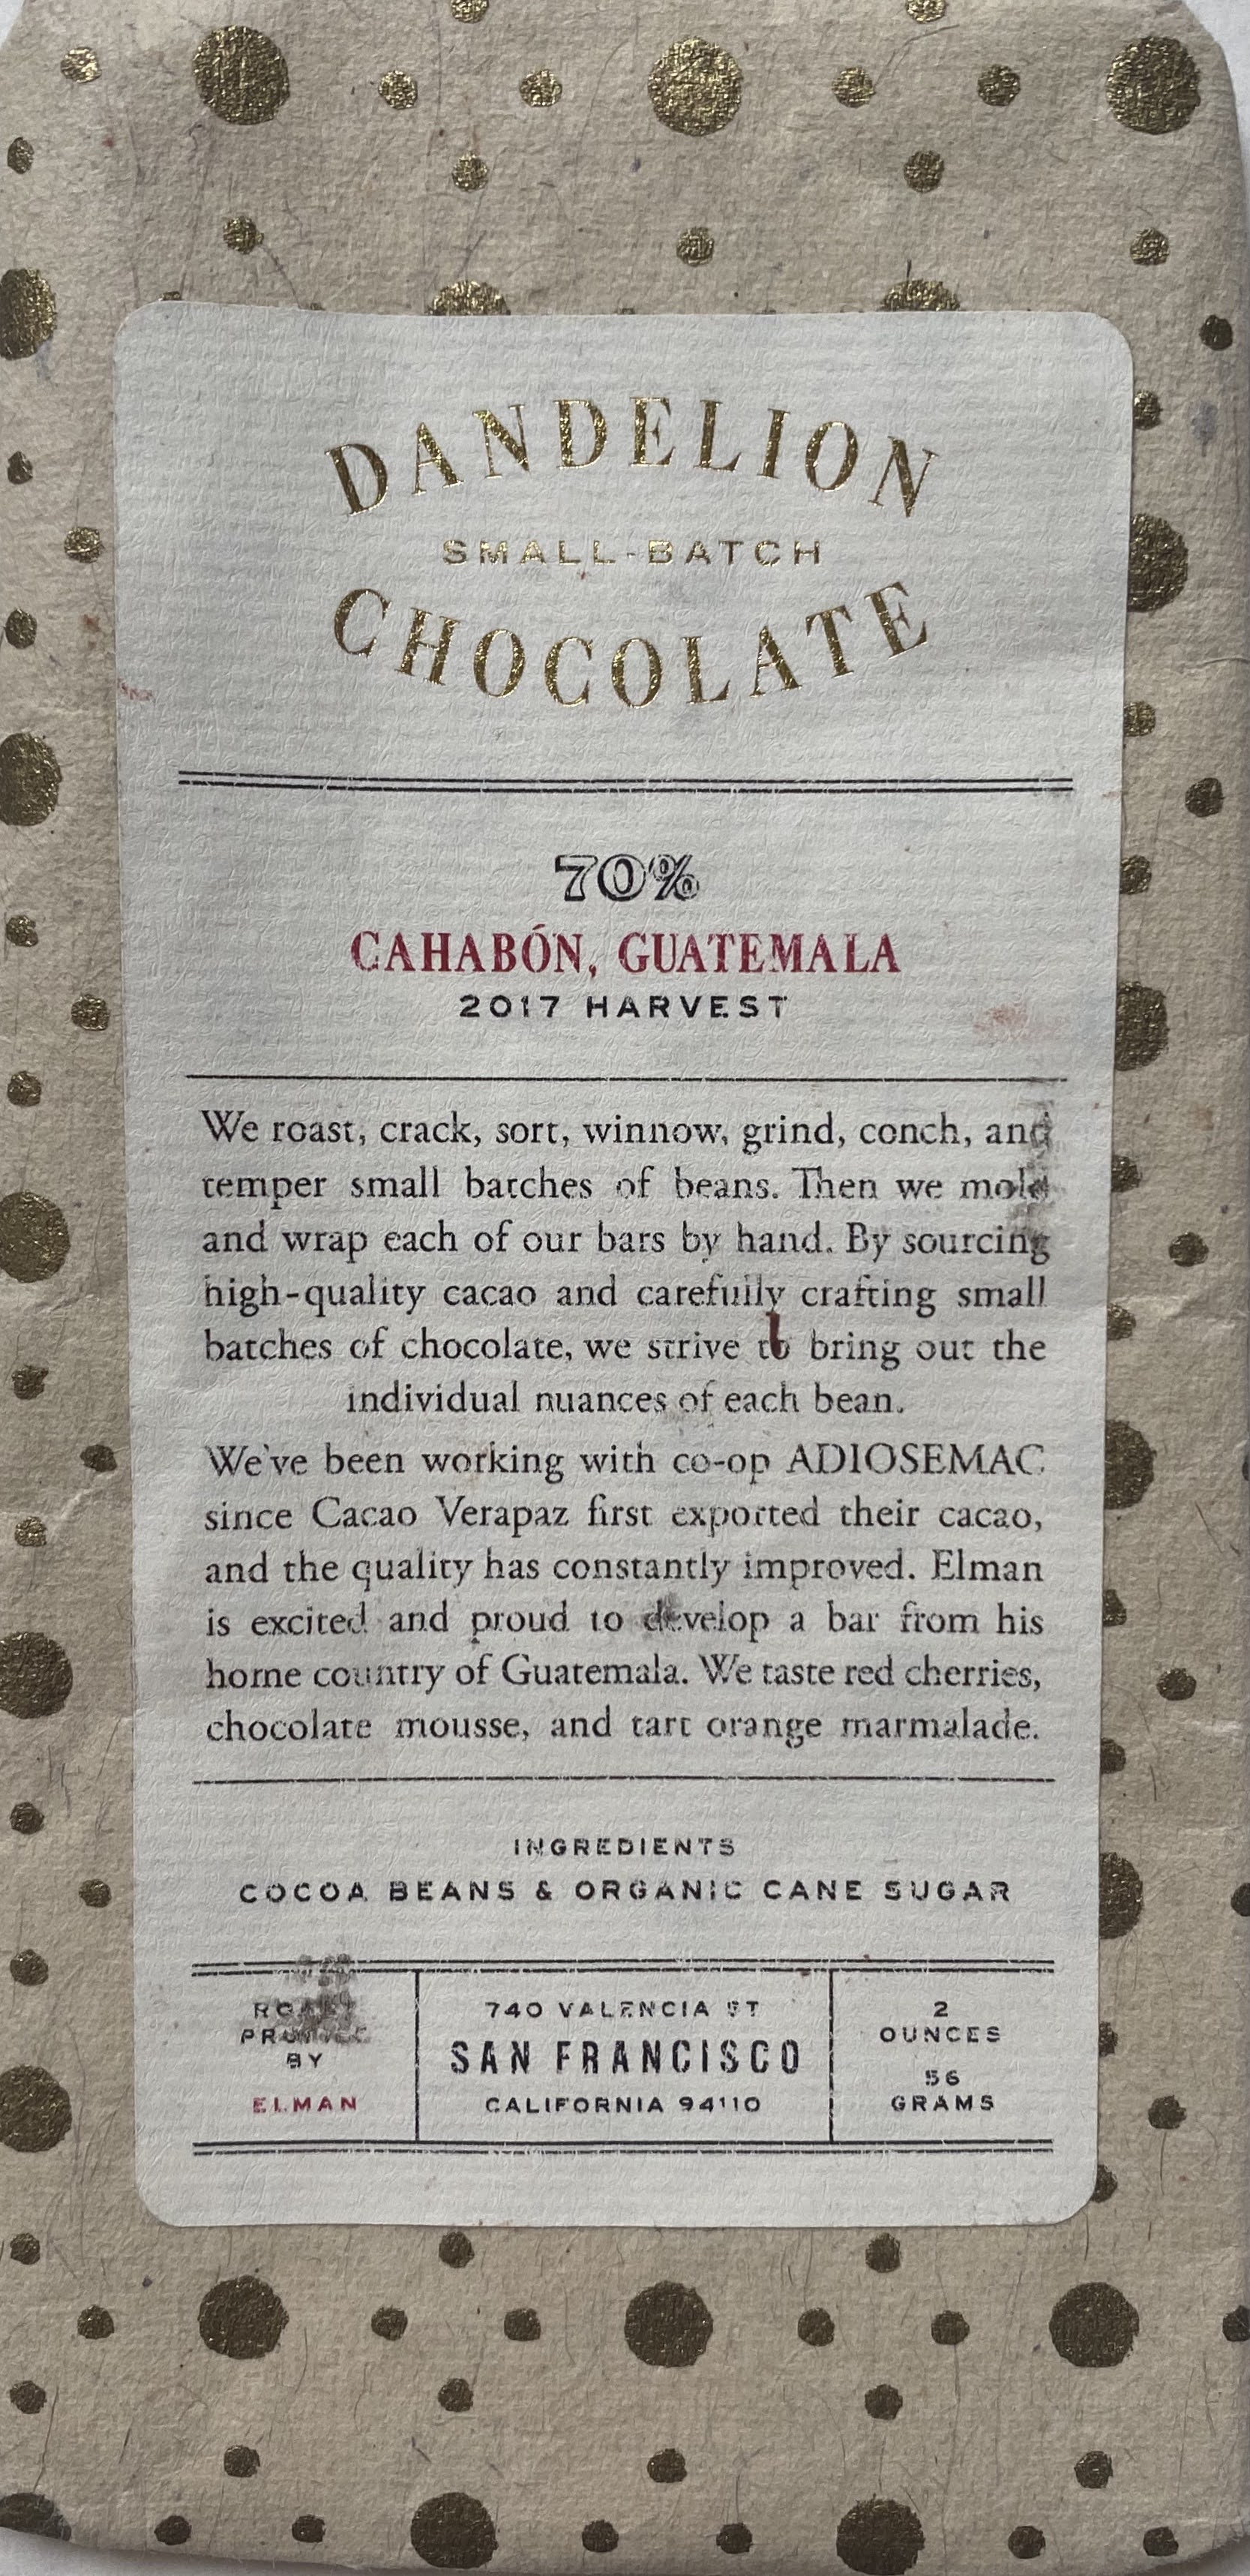 DANDELION
SMALL-BATCH
CHOCOLATE
70%
CAHABÓN, GUATEMALA
2017 HARVEST
We roast, crack, sort, winnow, grind, conch, and
temper small batches of beans. Then we mold
and wrap each of our bars by hand. By sourcing
high-quality cacao and carefully crafting small
batches of chocolate, we strive to bring out the
individual nuances of each bean.
We've been working with co-op ADIOSEMAC
since Cacao Verapaz first exported their cacao,
and the quality has constantly improved. Elman
is excited and proud to develop a bar from his
home country of Guatemala. We taste red cherries,
chocolate mousse, and tart orange marmalade.
INGREDIENTS
COCOA BEANS & ORGANIC CANE SUGAR
ROAST
PROFILE
BY
ELMAN
740 VALENCIA ST
SAN FRANCISCO
CALIFORNIA 94110
2
OUNCES
56
GRAMS